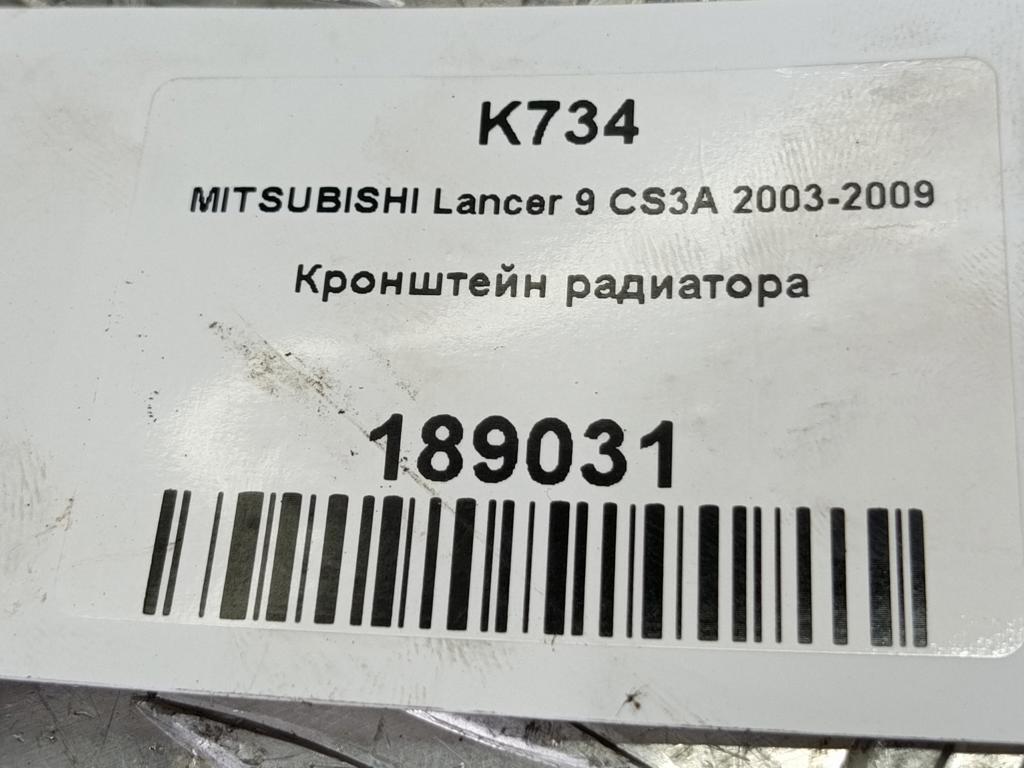 K734
MITSUBISHI Lancer 9 CS3A 2003-2009
Кронштейн радиатора
189031